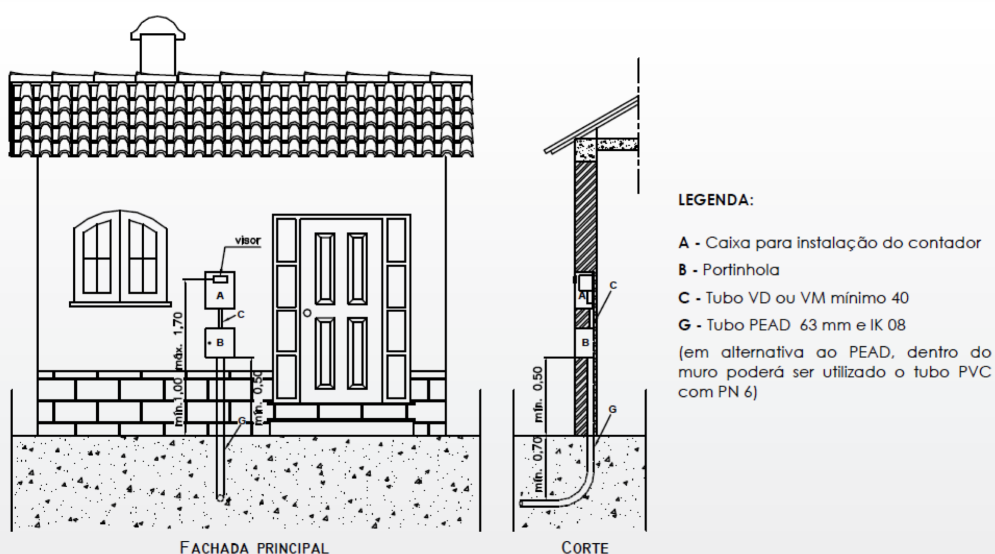 visor
A
C
B
mín.1,00 máx. 1,70
mín. 0,50
G
FACHADA PRINCIPAL
A
C
B
mín. 0,50
G
mín. 0,70
CORTE
LEGENDA:
A - Caixa para instalação do contador
B - Portinhola
C - Tubo VD ou VM mínimo 40
G - Tubo PEAD 63 mm e IK 08
(em alternativa ao PEAD, dentro do
muro poderá ser utilizado o tubo PVC
com PN 6)